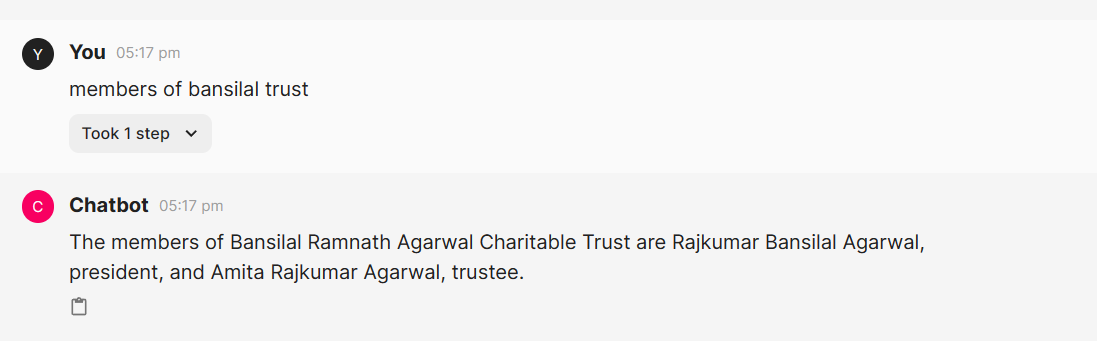 Y
You 05:17 pm
members of bansilal trust
Took 1 step
C
Chatbot 05:17 pm
The members of Bansilal Ramnath Agarwal Charitable Trust are Rajkumar Bansilal Agarwal,
president, and Amita Rajkumar Agarwal, trustee.